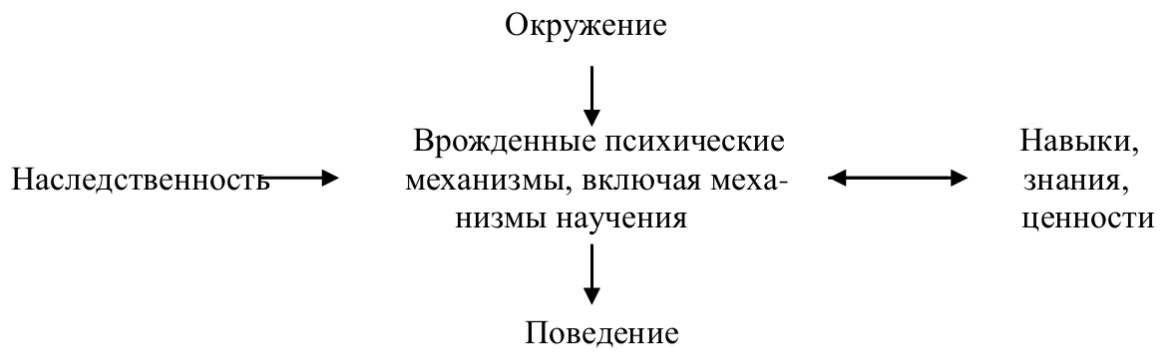 Окружение
Врожденные психические
механизмы, включая меха-
низмы научения
Наследственность
Навыки,
знания,
ценности
Поведение